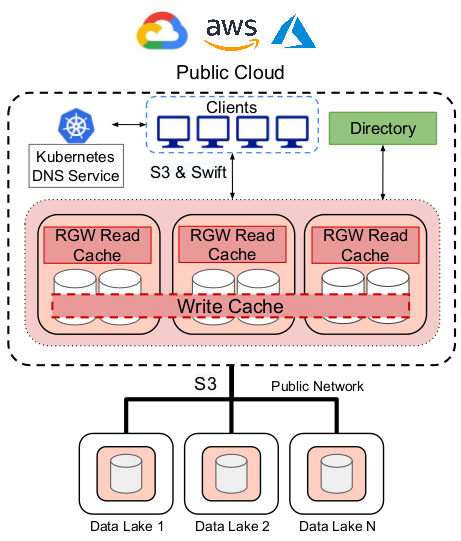 aws
Public Cloud
Clients
Kubernetes
DNS Service
Directory
S3 & Swift
RGW Read
Cache
RGW Read
Cache
RGW Read
Cache
Write Cache
S3
Public Network
Data Lake 1
Data Lake 2
Data Lake N